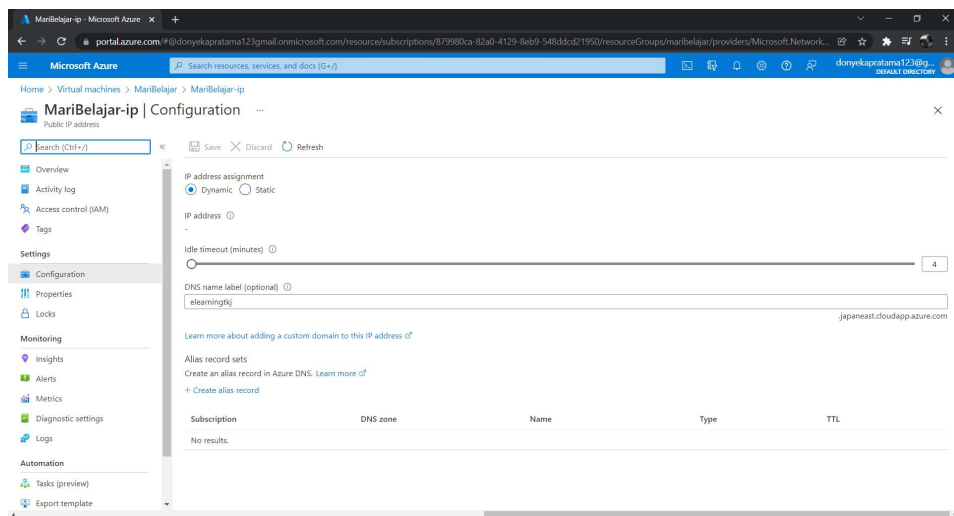 MariBelajar-ip - Microsoft Azure
portal.azure.com/#@donyekapratama123gmail.onmicrosoft.com/resource/subscriptions/879980ca-82a0-4129-8eb9-548ddcd21950/resourceGroups/maribelajar/providers/Microsoft.Network...
Microsoft Azure
Search resources, services, and docs (G+/)
donyekapratama123@g...
DEFAULT DIRECTORY
Home > Virtual machines > MariBelajar > MariBelajar-ip
MariBelajar-ip | Configuration ...
Public IP address
Search (Ctrl+/)
Save Discard Refresh
Overview
Activity log
Access control (IAM)
Tags
Settings
Configuration
Properties
Locks
Monitoring
Insights
Alerts
Metrics
Diagnostic settings
Logs
Automation
Tasks (preview)
Export template
IP address assignment
Dynamic Static
IP address
-
Idle timeout (minutes)
4
DNS name label (optional)
elearningtkj
.japaneast.cloudapp.azure.com
Learn more about adding a custom domain to this IP address
Alias record sets
Create an alias record in Azure DNS. Learn more
+ Create alias record
Subscription DNS zone Name Type TTL
No results.